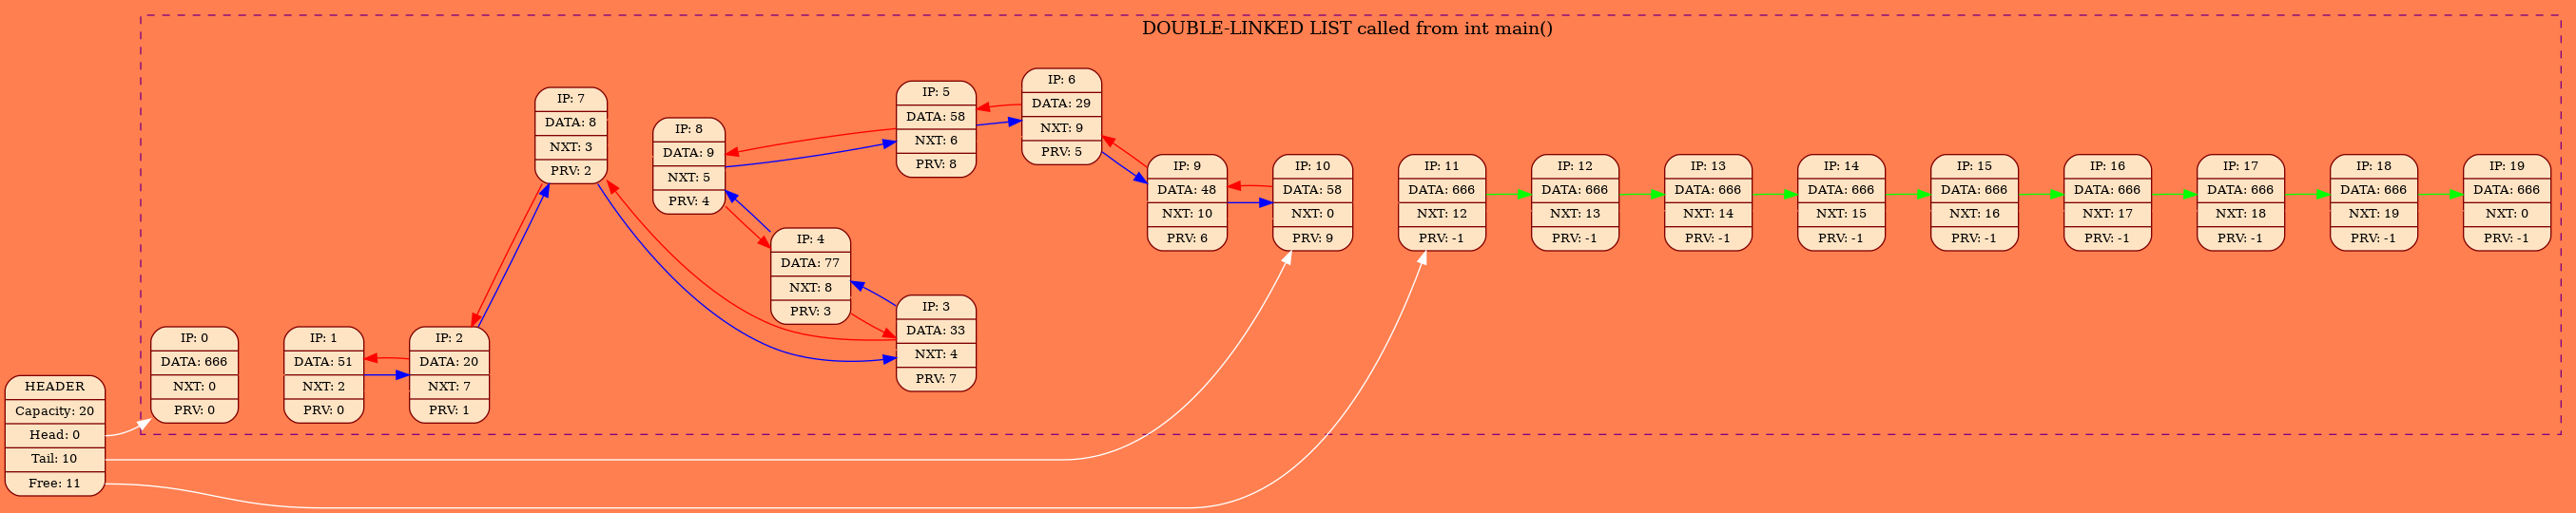 DOUBLE-LINKED LIST called from int main()
HEADER
Capacity: 20
Head: 0
Tail: 10
Free: 11
IP: 0
DATA: 666
NXT: 0
PRV: 0
IP: 1
DATA: 51
NXT: 2
PRV: 0
IP: 2
DATA: 20
NXT: 7
PRV: 1
IP: 7
DATA: 8
NXT: 3
PRV: 2
IP: 8
DATA: 9
NXT: 5
PRV: 4
IP: 4
DATA: 77
NXT: 8
PRV: 3
IP: 3
DATA: 33
NXT: 4
PRV: 7
IP: 5
DATA: 58
NXT: 6
PRV: 8
IP: 6
DATA: 29
NXT: 9
PRV: 5
IP: 9
DATA: 48
NXT: 10
PRV: 6
IP: 10
DATA: 58
NXT: 0
PRV: 9
IP: 11
DATA: 666
NXT: 12
PRV: -1
IP: 12
DATA: 666
NXT: 13
PRV: -1
IP: 13
DATA: 666
NXT: 14
PRV: -1
IP: 14
DATA: 666
NXT: 15
PRV: -1
IP: 15
DATA: 666
NXT: 16
PRV: -1
IP: 16
DATA: 666
NXT: 17
PRV: -1
IP: 17
DATA: 666
NXT: 18
PRV: -1
IP: 18
DATA: 666
NXT: 19
PRV: -1
IP: 19
DATA: 666
NXT: 0
PRV: -1